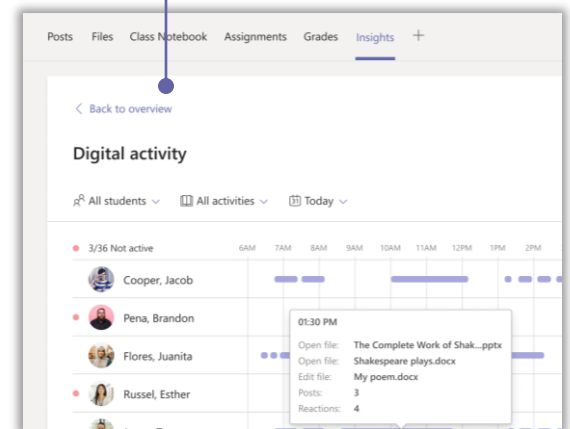 Posts Files Class Notebook Assignments Grades Insights +
Back to overview
Digital activity
All students All activities 31 Today
3/36 Not active 6AM 7AM 8AM 9AM 10AM 11AM 12PM 1PM 2PM
Cooper, Jacob
Pena, Brandon
01:30 PM
Open file: The Complete Work of Shak...pptx
Flores, Juanita
Open file: Shakespeare plays.docx
Edit file: My poem.docx
Russel, Esther
Posts: 3
Reactions: 4